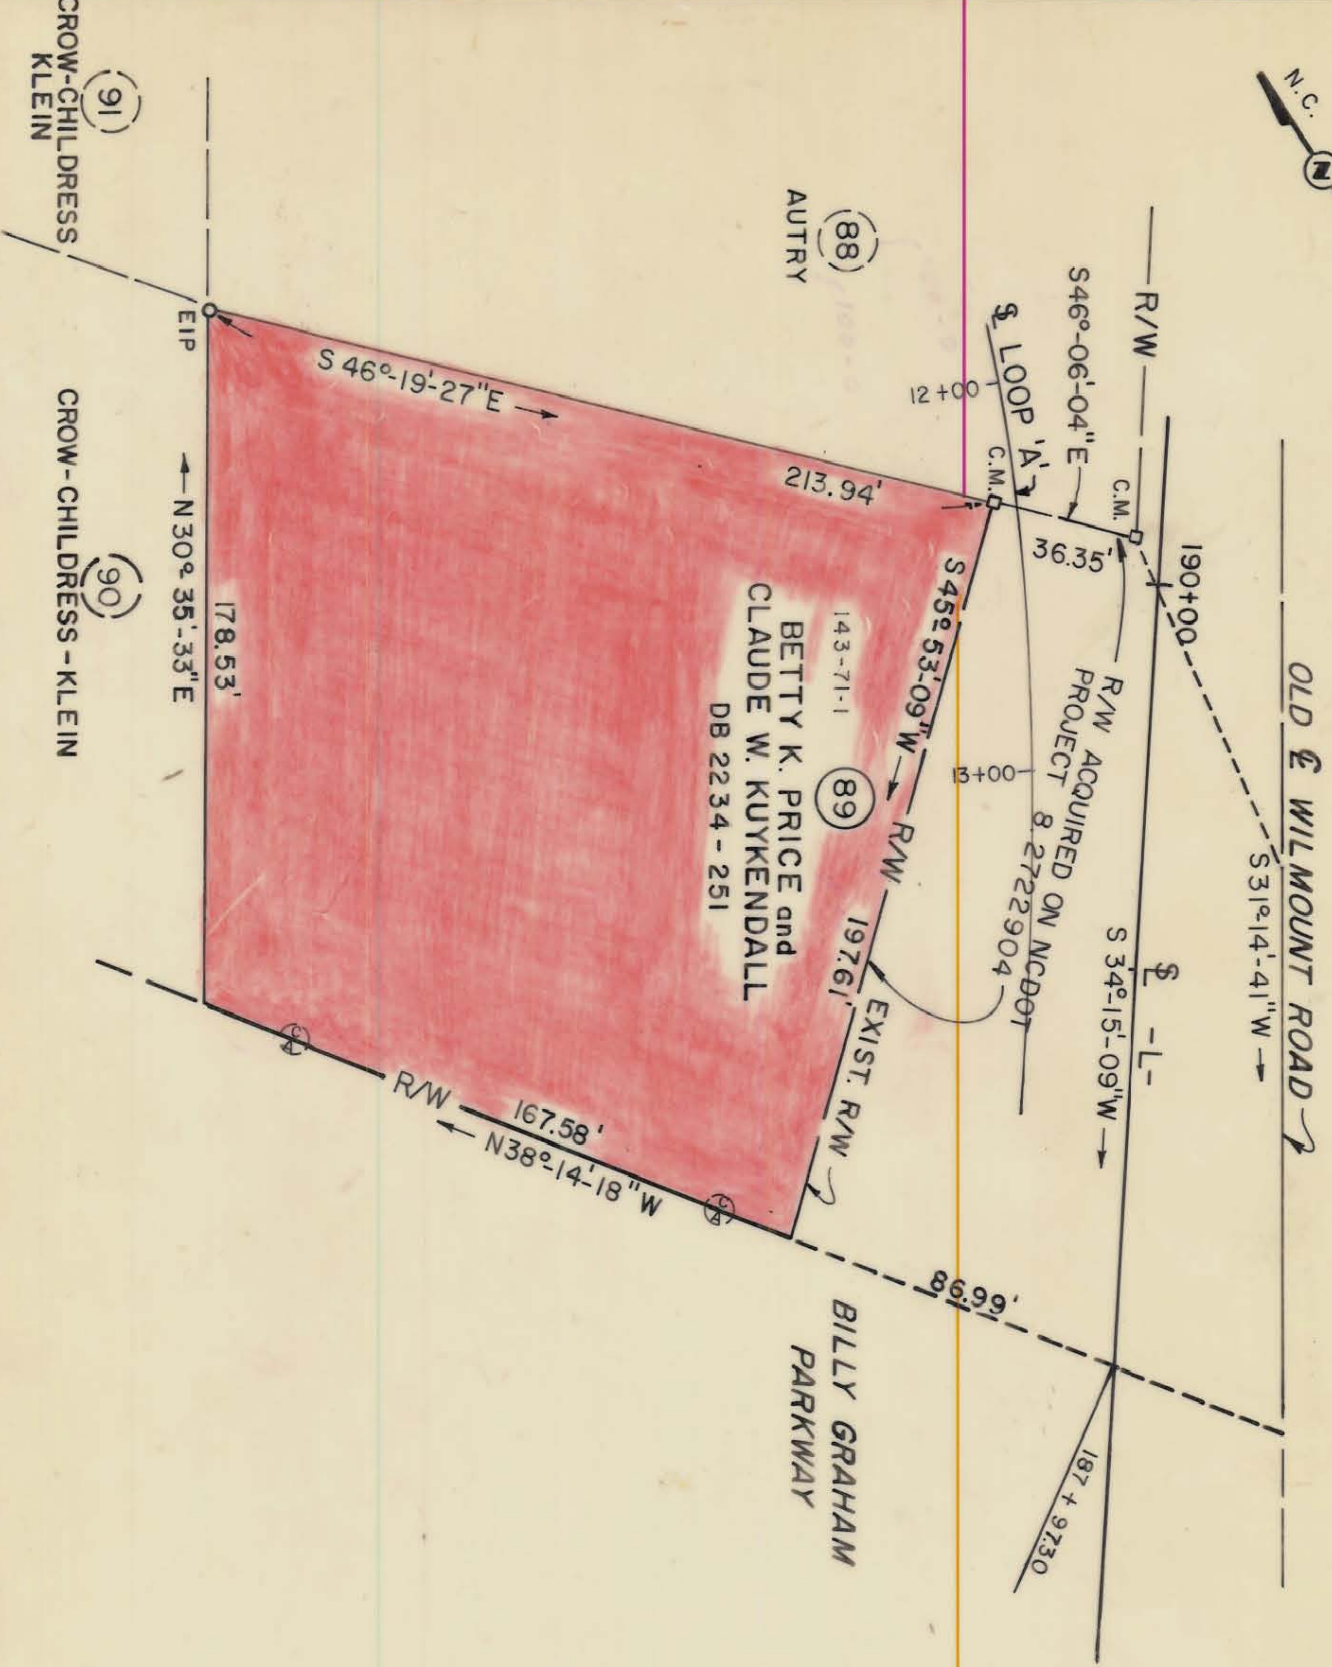 N.C.
N
OLD ℄ WILMOUNT ROAD
S31°-14'-41"W
R/W
C.M.
190+00
S 34°-15'-09"W
℄ -L-
187 + 97.30
S46°-06'-04"E
36.35'
R/W ACQUIRED ON NCDOT
PROJECT 8.2722904
℄ LOOP 'A'
12+00
13+00
C.M.
88
AUTRY
S 45°-53'-09"W
R/W
197.61'
EXIST. R/W
86.99'
BILLY GRAHAM
PARKWAY
213.94'
S 46°-19'-27"E
143-71-1
89
BETTY K. PRICE and
CLAUDE W. KUYKENDALL
DB 2234-251
167.58'
R/W
N38°-14'-18"W
C/A
C/A
EIP
178.53'
N30°-35'-33"E
90
CROW-CHILDRESS-KLEIN
91
CROW-CHILDRESS
KLEIN